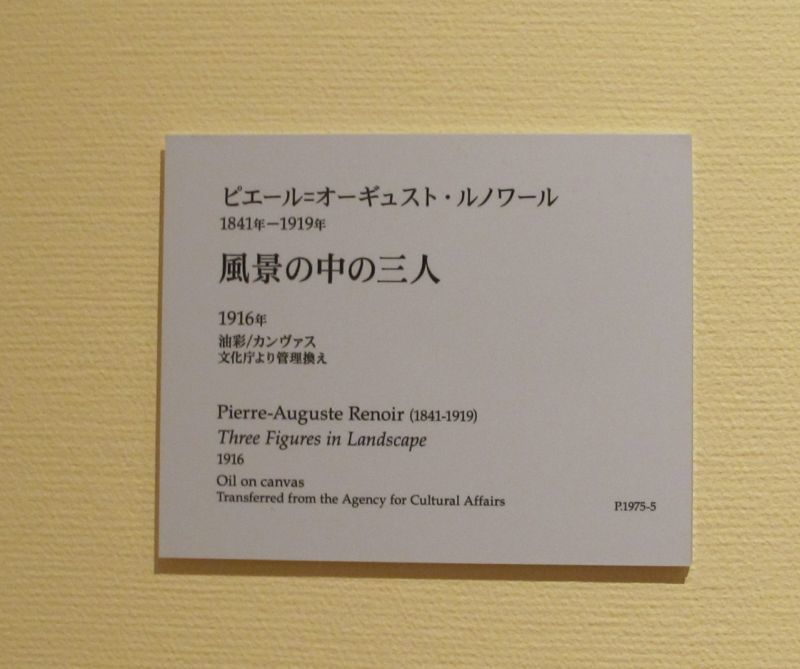 ピエール=オーギュスト・ルノワール
1841年－1919年
風景の中の三人
1916年
油彩/カンヴァス
文化庁より管理換え
Pierre-Auguste Renoir (1841-1919)
Three Figures in Landscape
1916
Oil on canvas
Transferred from the Agency for Cultural Affairs
P.1975-5